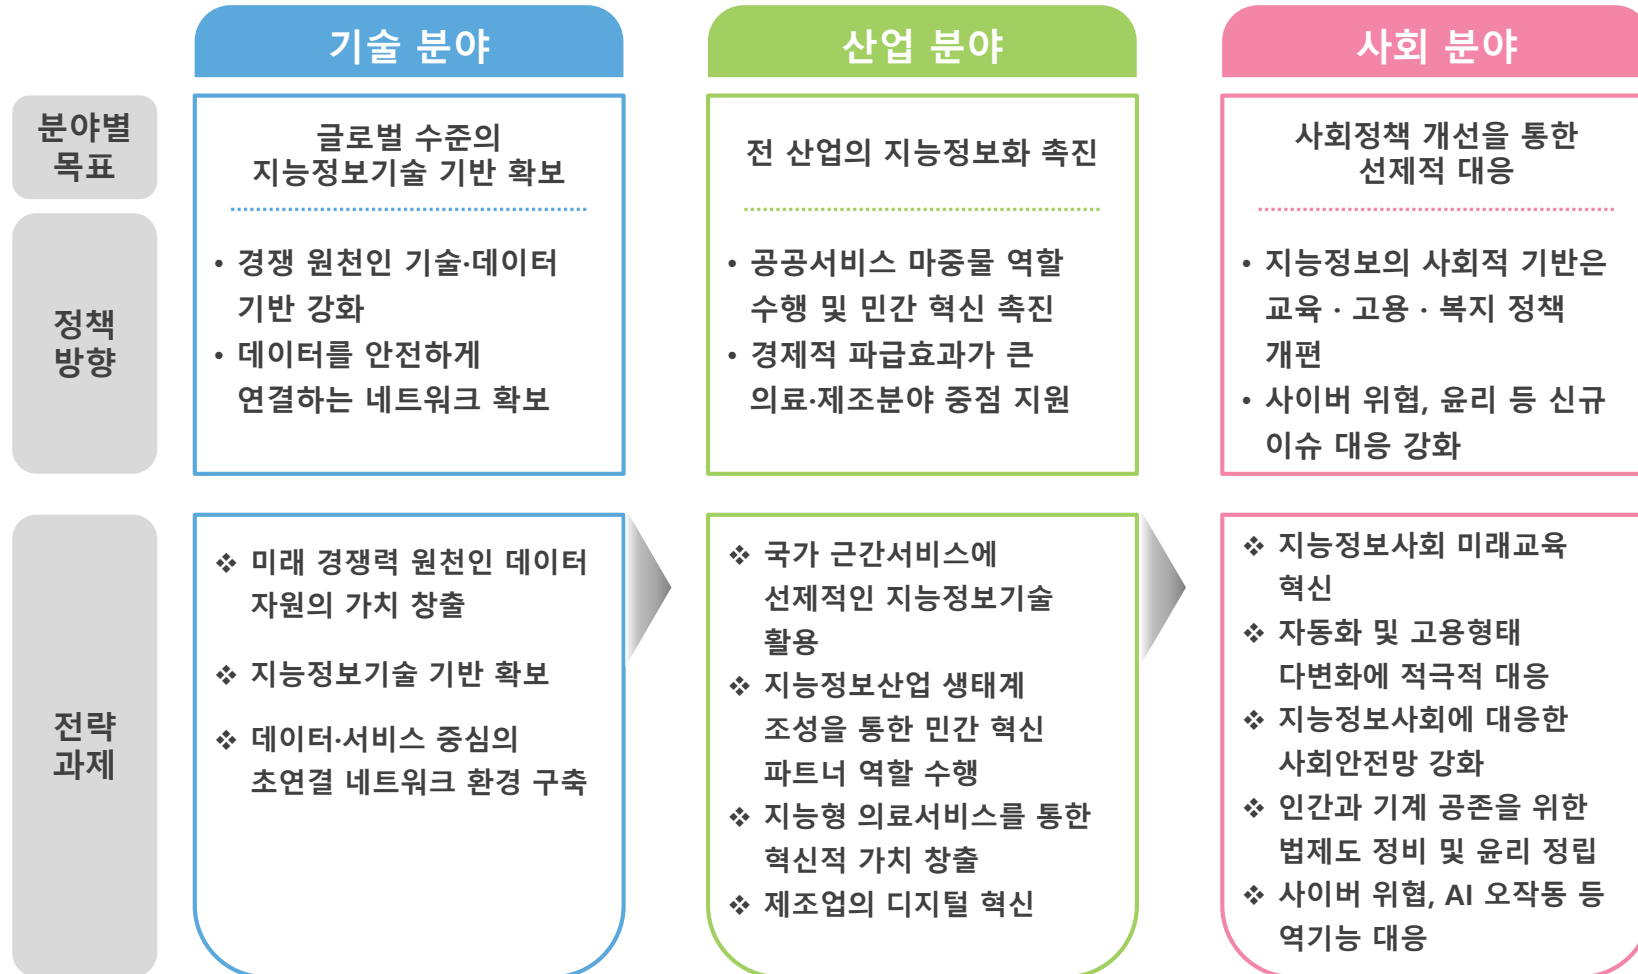 기술 분야
산업 분야
사회 분야
분야별
목표
글로벌 수준의
지능정보기술 기반 확보
전 산업의 지능정보화 촉진
사회정책 개선을 통한
선제적 대응
정책
방향
• 경쟁 원천인 기술·데이터
기반 강화
• 데이터를 안전하게
연결하는 네트워크 확보
• 공공서비스 마중물 역할
수행 및 민간 혁신 촉진
• 경제적 파급효과가 큰
의료·제조분야 중점 지원
• 지능정보의 사회적 기반은
교육 · 고용 · 복지 정책
개편
• 사이버 위협, 윤리 등 신규
이슈 대응 강화
전략
과제
❖ 미래 경쟁력 원천인 데이터
자원의 가치 창출
❖ 지능정보기술 기반 확보
❖ 데이터·서비스 중심의
초연결 네트워크 환경 구축
❖ 국가 근간서비스에
선제적인 지능정보기술
활용
❖ 지능정보산업 생태계
조성을 통한 민간 혁신
파트너 역할 수행
❖ 지능형 의료서비스를 통한
혁신적 가치 창출
❖ 제조업의 디지털 혁신
❖ 지능정보사회 미래교육
혁신
❖ 자동화 및 고용형태
다변화에 적극적 대응
❖ 지능정보사회에 대응한
사회안전망 강화
❖ 인간과 기계 공존을 위한
법제도 정비 및 윤리 정립
❖ 사이버 위협, AI 오작동 등
역기능 대응